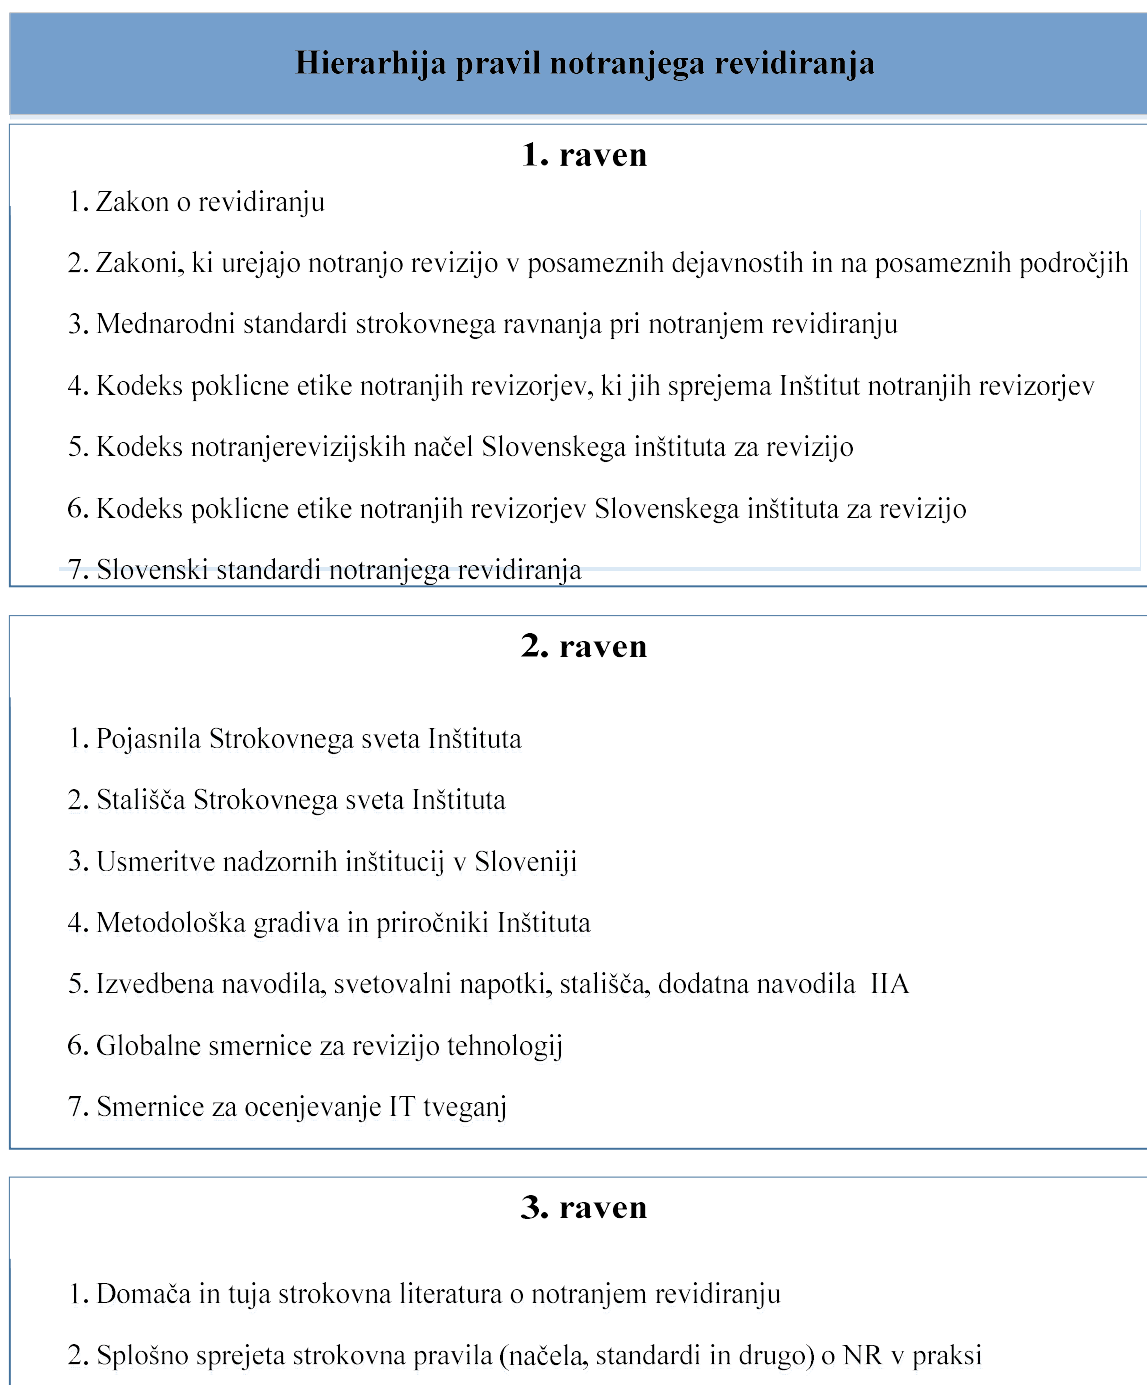 Hierarhija pravil notranjega revidiranja
1. raven
1. Zakon o revidiranju
2. Zakoni, ki urejajo notranjo revizijo v posameznih dejavnostih in na posameznih področjih
3. Mednarodni standardi strokovnega ravnanja pri notranjem revidiranju
4. Kodeks poklicne etike notranjih revizorjev, ki jih sprejema Inštitut notranjih revizorjev
5. Kodeks notranjerevizijskih načel Slovenskega inštituta za revizijo
6. Kodeks poklicne etike notranjih revizorjev Slovenskega inštituta za revizijo
7. Slovenski standardi notranjega revidiranja
2. raven
1. Pojasnila Strokovnega sveta Inštituta
2. Stališča Strokovnega sveta Inštituta
3. Usmeritve nadzornih inštitucij v Sloveniji
4. Metodološka gradiva in priročniki Inštituta
5. Izvedbena navodila, svetovalni napotki, stališča, dodatna navodila IIA
6. Globalne smernice za revizijo tehnologij
7. Smernice za ocenjevanje IT tveganj
3. raven
1. Domača in tuja strokovna literatura o notranjem revidiranju
2. Splošno sprejeta strokovna pravila (načela, standardi in drugo) o NR v praksi